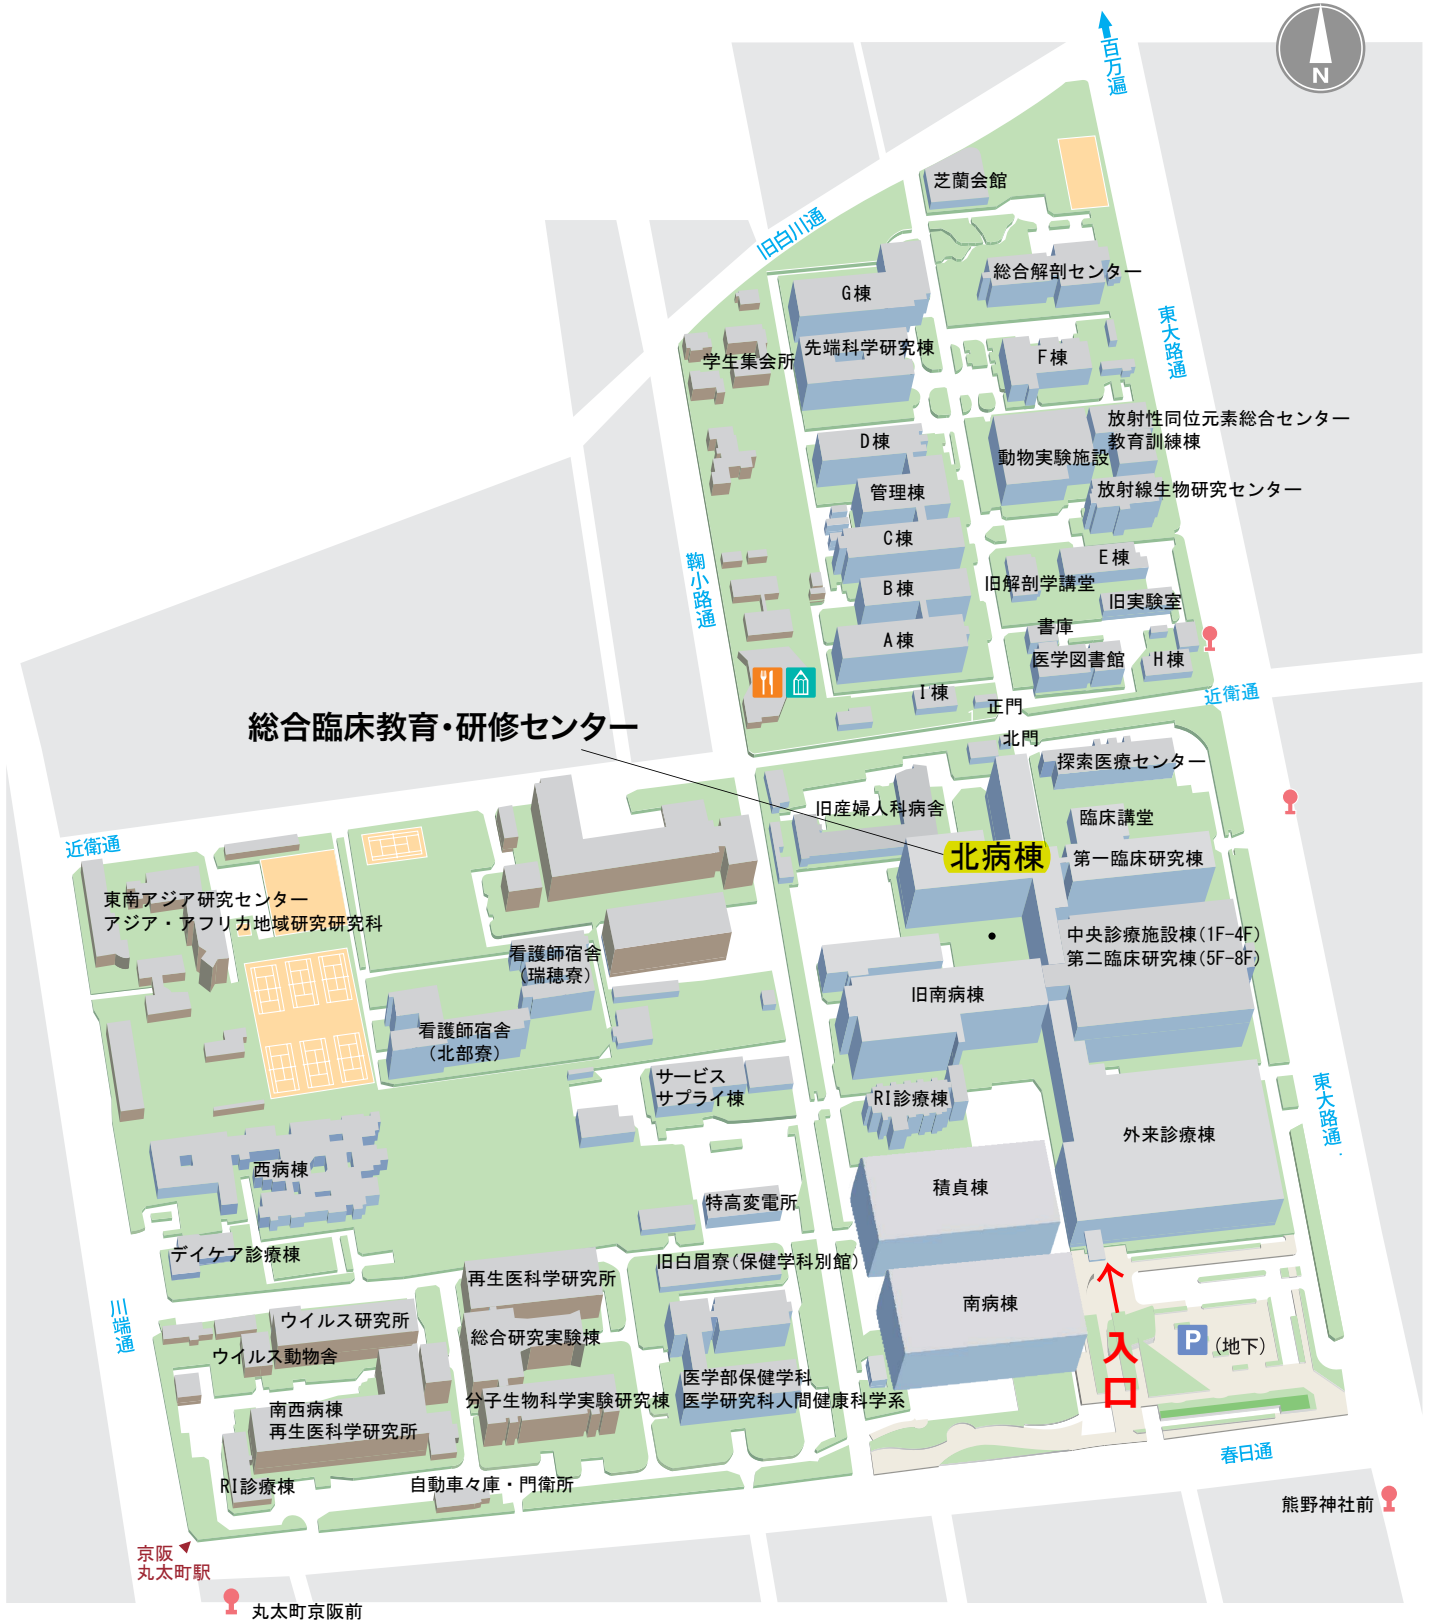 百万遍
N
芝蘭会館
旧白川通
総合解剖センター
G棟
東大路通
先端科学研究棟
学生集会所
F棟
放射性同位元素総合センター
教育訓練棟
D棟
動物実験施設
管理棟
放射線生物研究センター
C棟
鞠小路通
E棟
旧解剖学講堂
B棟
旧実験室
書庫
A棟
医学図書館
H棟
I棟
近衛通
正門
1
総合臨床教育・研修センター
北門
探索医療センター
旧産婦人科病舎
臨床講堂
近衛通
北病棟
第一臨床研究棟
東南アジア研究センター
アジア・アフリカ地域研究研究科
中央診療施設棟(1F-4F)
第二臨床研究棟(5F-8F)
看護師宿舎
(瑞穂寮)
旧南病棟
看護師宿舎
(北部寮)
サービス
サプライ棟
RI診療棟
東大路通
外来診療棟
西病棟
積貞棟
特高変電所
デイケア診療棟
旧白眉寮(保健学科別館)
再生医科学研究所
南病棟
川端通
ウイルス研究所
総合研究実験棟
P
(地下)
入口
ウイルス動物舎
医学部保健学科
医学研究科人間健康科学系
分子生物科学実験研究棟
南西病棟
再生医科学研究所
春日通
RI診療棟
自動車々庫・門衛所
熊野神社前
京阪
丸太町駅
丸太町京阪前